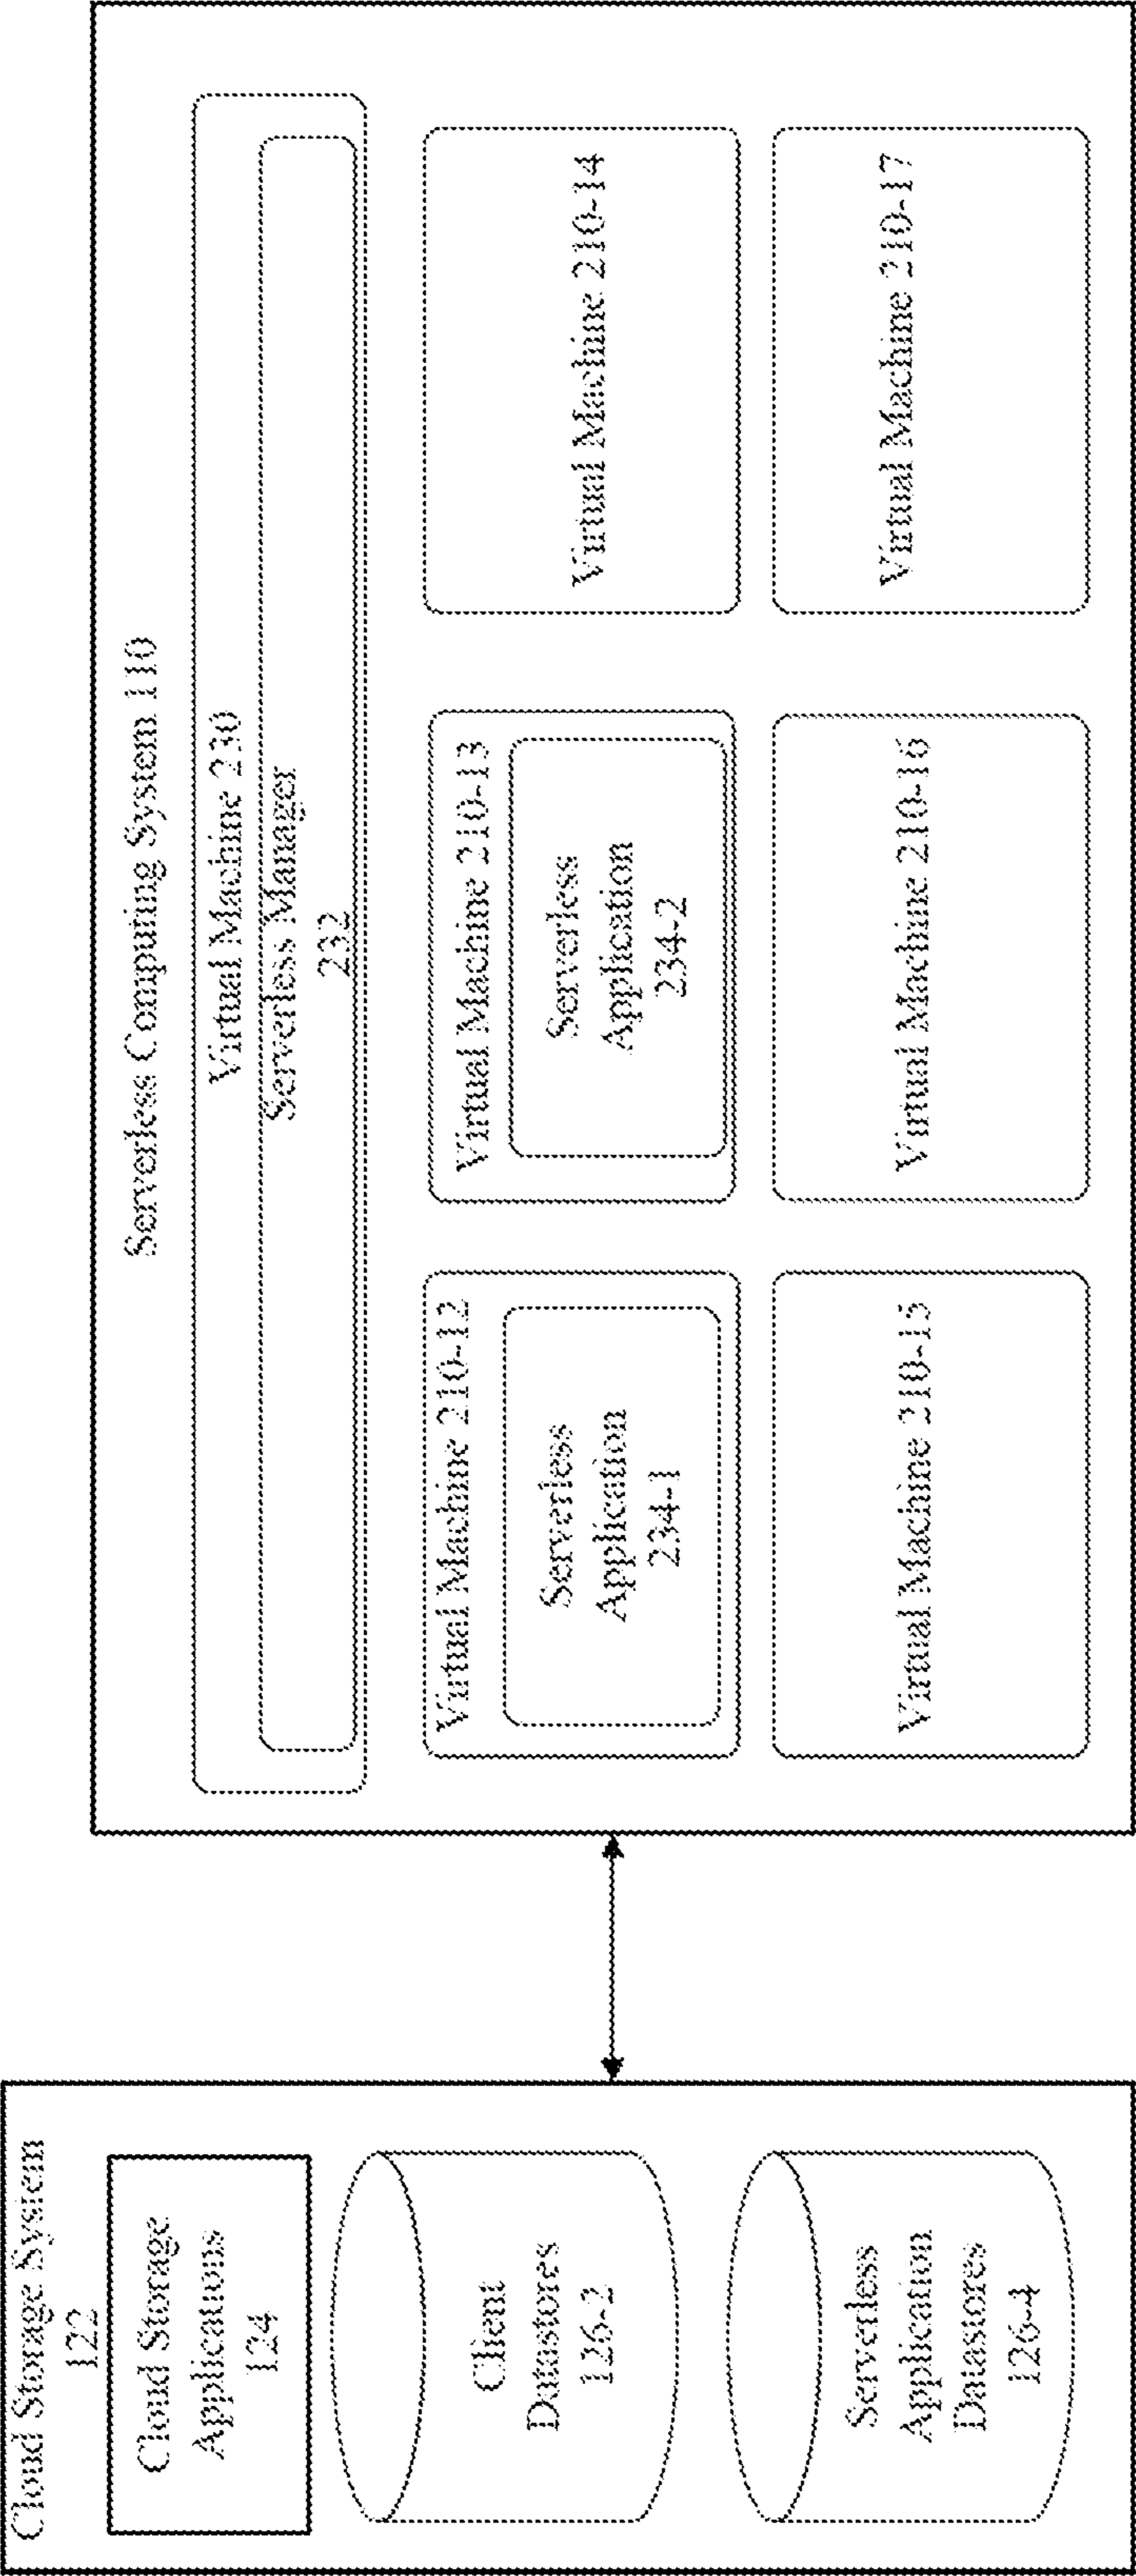 Cloud Storage System
122
Cloud Storage
Applications
124
Client
Datastores
126-2
Serverless
Application
Datastores
126-4
Serverless Computing System 110
Virtual Machine 230
Serverless Manager
232
Virtual Machine 210-12
Serverless
Application
234-1
Virtual Machine 210-13
Serverless
Application
234-2
Virtual Machine 210-14
Virtual Machine 210-15
Virtual Machine 210-16
Virtual Machine 210-17